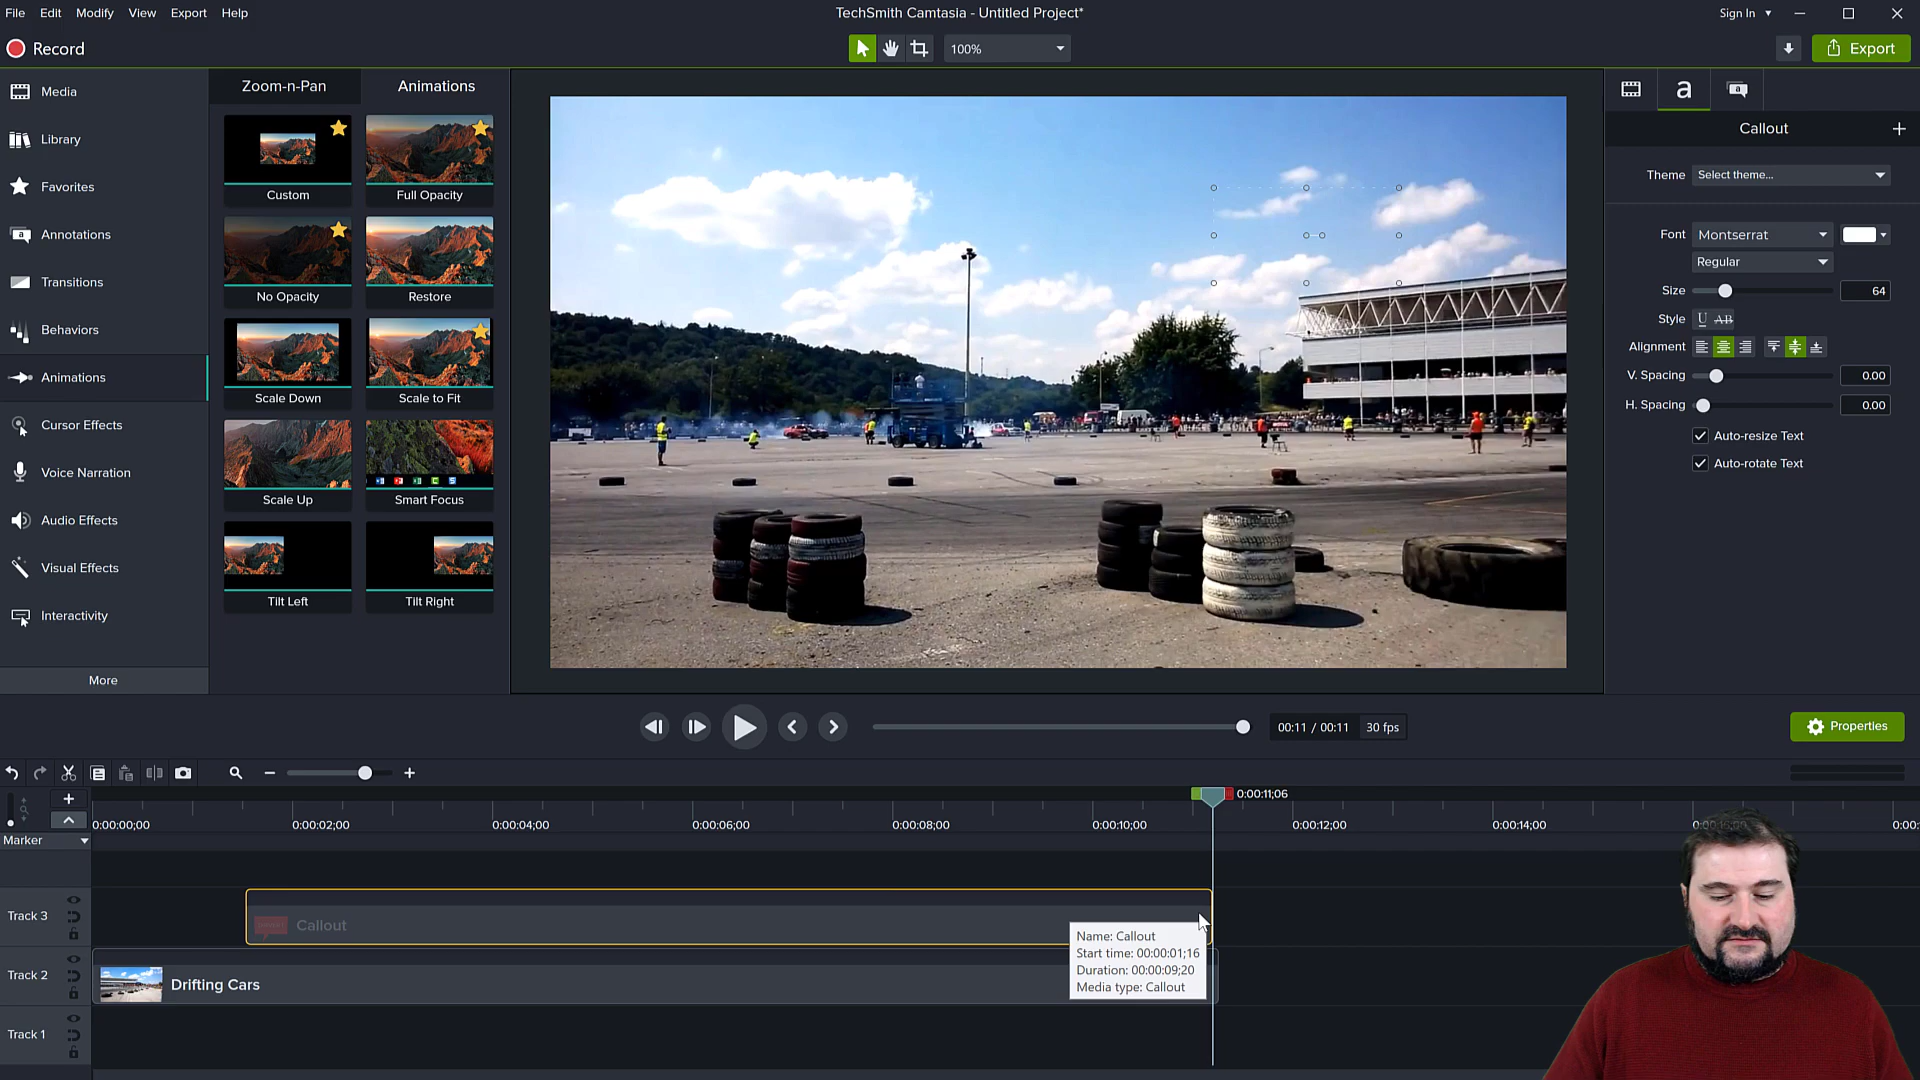 File Edit Modify View Export Help
TechSmith Camtasia - Untitled Project*
Sign In
Record
100%
Export
Media
Library
Favorites
Annotations
Transitions
Behaviors
Animations
Cursor Effects
Voice Narration
Audio Effects
Visual Effects
Interactivity
More
Zoom-n-Pan
Animations
Custom
Full Opacity
No Opacity
Restore
Scale Down
Scale to Fit
Scale Up
Smart Focus
Tilt Left
Tilt Right
a
Callout
Theme Select theme...
Font Montserrat
Regular
Size 64
Style U AB
Alignment
V. Spacing 0.00
H. Spacing 0.00
Auto-resize Text
Auto-rotate Text
00:11 / 00:11 30 fps
Properties
0:00:11;06
0:00:00;00 0:00:02;00 0:00:04;00 0:00:06;00 0:00:08;00 0:00:10;00 0:00:12;00 0:00:14;00
Marker
Track 3
Callout
Name: Callout
Start time: 00:00:01;16
Duration: 00:00:09;20
Media type: Callout
Track 2
Drifting Cars
Track 1